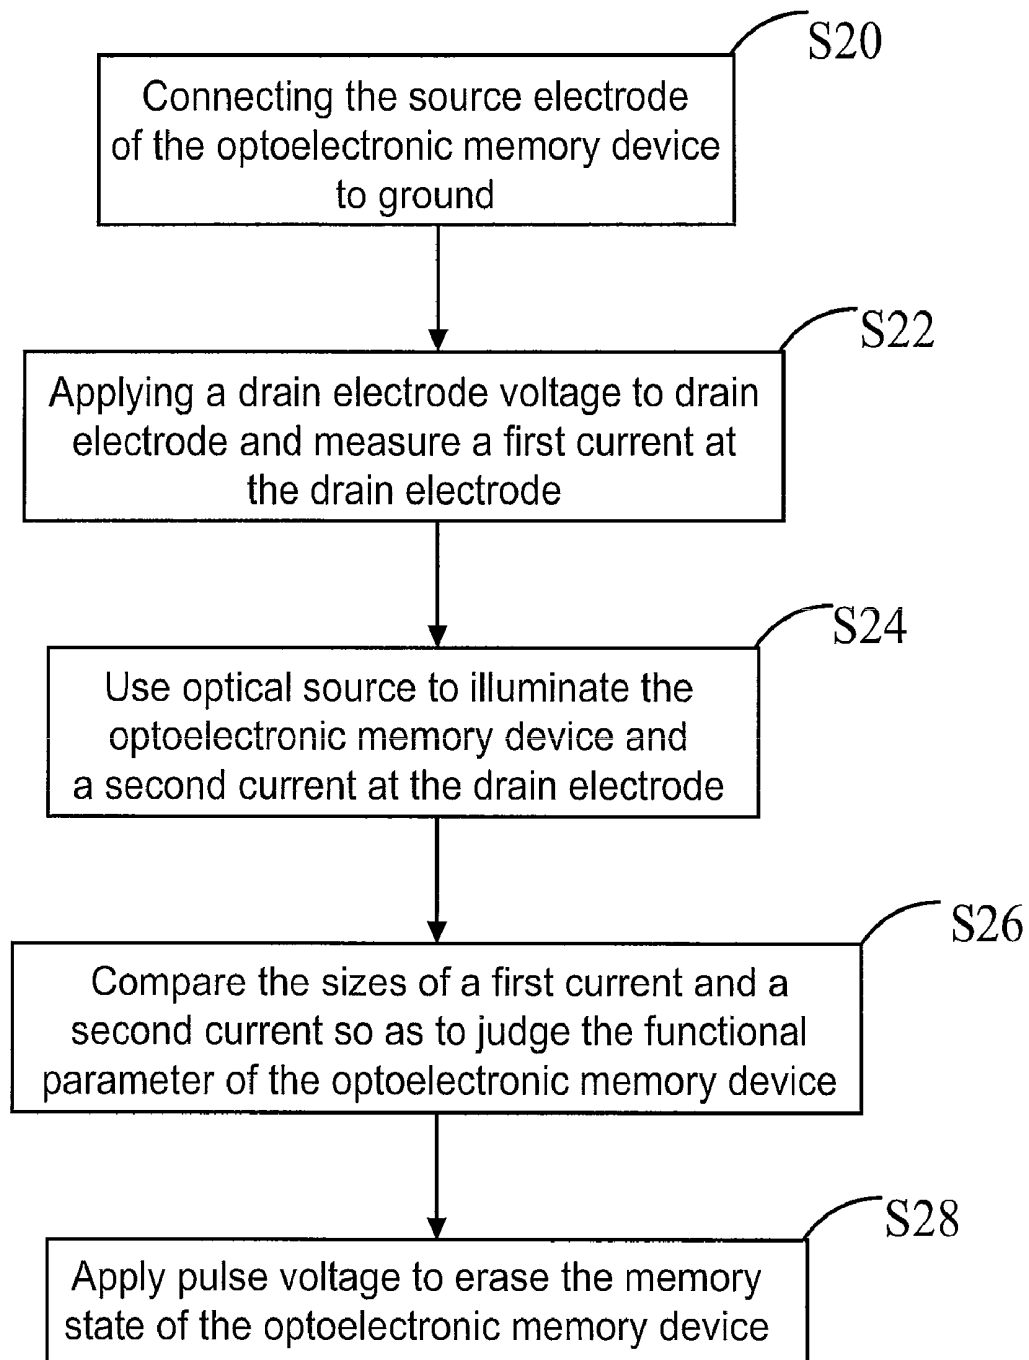 S20
Connecting the source electrode
of the optoelectronic memory device
to ground
S22
Applying a drain electrode voltage to drain
electrode and measure a first current at
the drain electrode
S24
Use optical source to illuminate the
optoelectronic memory device and
a second current at the drain electrode
S26
Compare the sizes of a first current and a
second current so as to judge the functional
parameter of the optoelectronic memory device
S28
Apply pulse voltage to erase the memory
state of the optoelectronic memory device